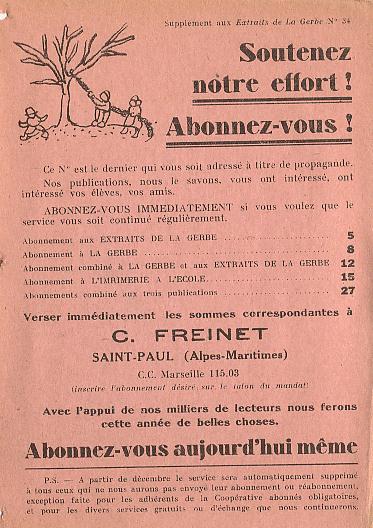 Supplement aux Extraits de La Gerbe N° 34
Soutenez
notre effort !
Abonnez-vous !
Ce N° est le dernier qui vous soit adressé à titre de propagande.
Nos publications, nous le savons, vous ont intéressé, ont
intéressé vos élèves, vos amis.
ABONNEZ-VOUS IMMEDIATEMENT si vous voulez que le
service vous soit continué régulièrement.
Abonnement aux EXTRAITS DE LA GERBE .................. 5
Abonnement à LA GERBE ................................ 8
Abonnement combiné à LA GERBE et aux EXTRAITS DE LA GERBE 12
Abonnement à L'IMRIMERIE A L'ECOLE .................... 15
Abonnements combiné aux trois publications .............. 27
Verser immédiatement les sommes correspondantes à
C. FREINET
SAINT-PAUL (Alpes-Maritimes)
C.C. Marseille 115.03
(inscrire l'abonnement désiré sur le talon du mandat)
Avec l'appui de nos milliers de lecteurs nous ferons
cette année de belles choses.
Abonnez-vous aujourd'hui même
P.S. — A partir de décembre le service sera automatiquement supprimé
à tous ceux qui ne nous aurons pas envoyé leur abonnement ou réabonnement,
exception faite pour les adhérents de la Coopérative abonnés obligatoires,
et pour les divers services gratuits ou d'échange que nous continuerons.